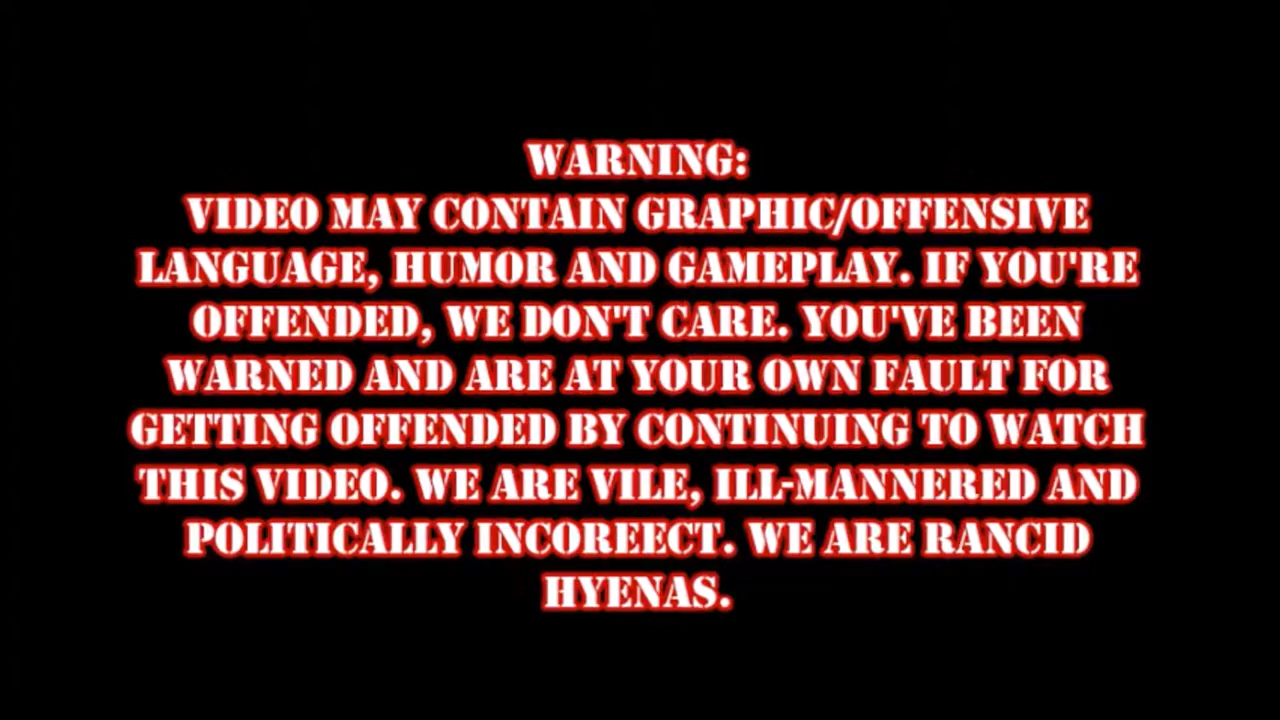 WARNING:
VIDEO MAY CONTAIN GRAPHIC/OFFENSIVE
LANGUAGE, HUMOR AND GAMEPLAY. IF YOU'RE
OFFENDED, WE DON'T CARE. YOU'VE BEEN
WARNED AND ARE AT YOUR OWN FAULT FOR
GETTING OFFENDED BY CONTINUING TO WATCH
THIS VIDEO. WE ARE VILE, ILL-MANNERED AND
POLITICALLY INCOREECT. WE ARE RANCID
HYENAS.